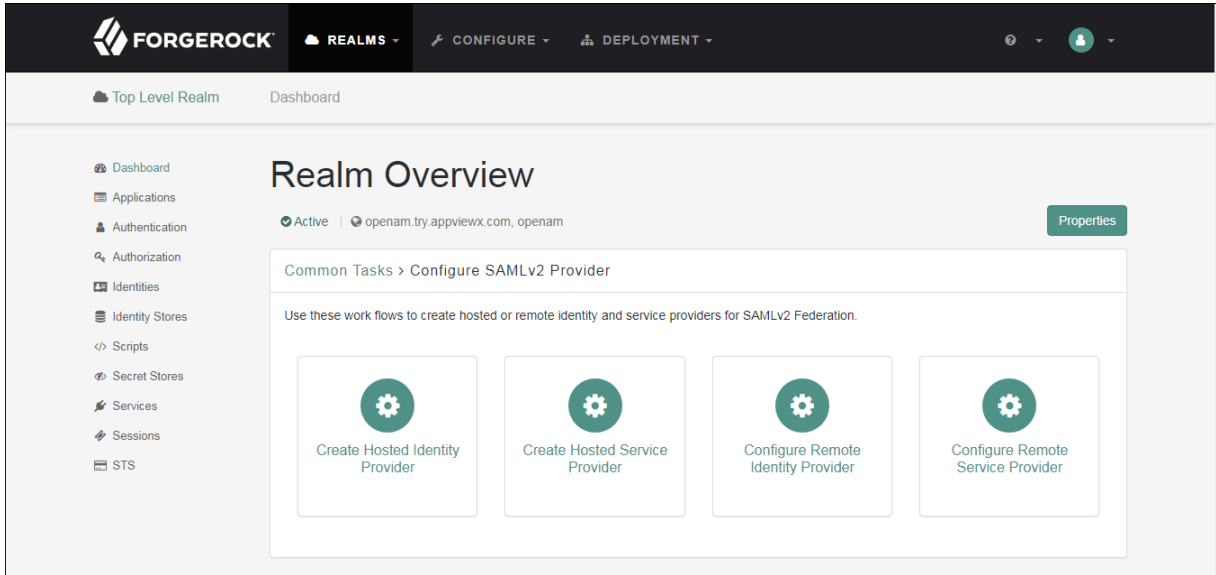 FORGEROCK REALMS CONFIGURE DEPLOYMENT
Top Level Realm Dashboard
Dashboard
Applications
Authentication
Authorization
Identities
Identity Stores
Scripts
Secret Stores
Services
Sessions
STS
Realm Overview
Active openam.try.appviewx.com, openam Properties
Common Tasks > Configure SAMLv2 Provider
Use these work flows to create hosted or remote identity and service providers for SAMLv2 Federation.
Create Hosted Identity
Provider
Create Hosted Service
Provider
Configure Remote
Identity Provider
Configure Remote
Service Provider